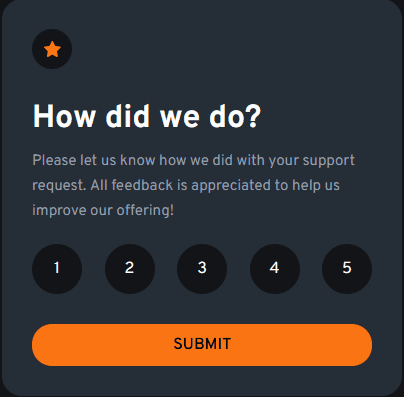 How did we do?
Please let us know how we did with your support
request. All feedback is appreciated to help us
improve our offering!
1 2 3 4 5
SUBMIT